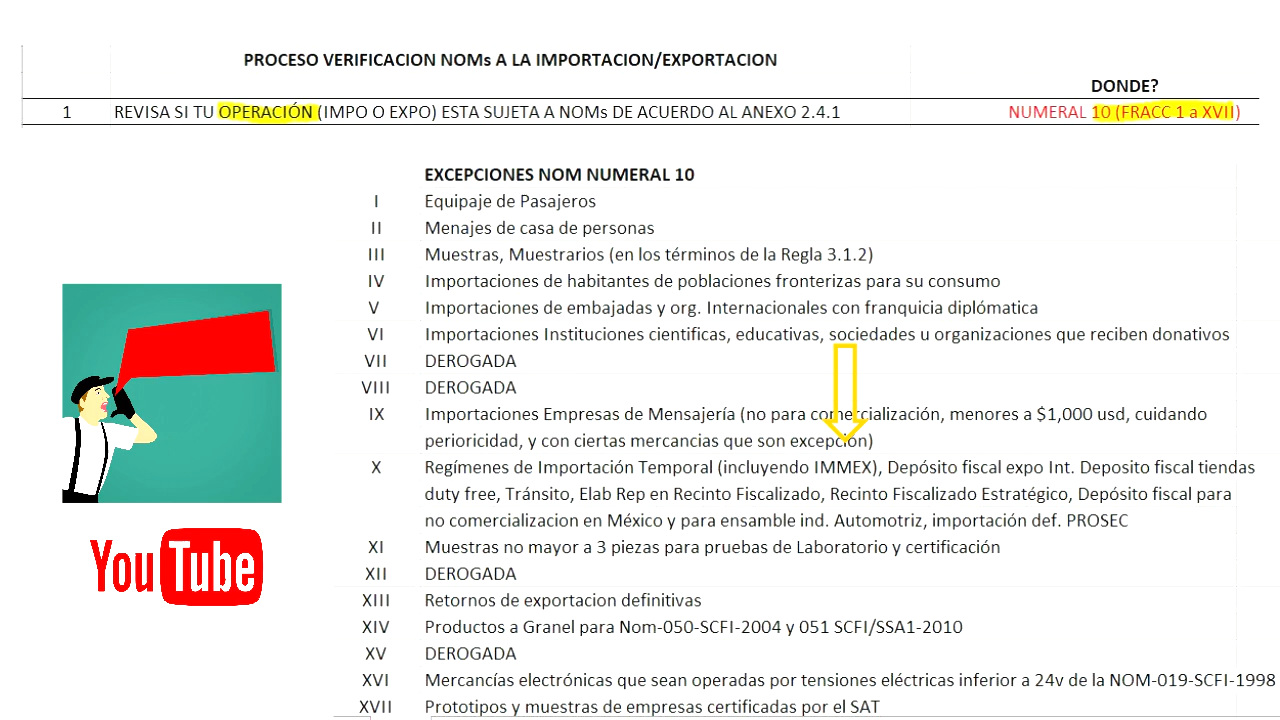 PROCESO VERIFICACION NOMs A LA IMPORTACION/EXPORTACION
DONDE?
1 REVISA SI TU OPERACIÓN (IMPO O EXPO) ESTA SUJETA A NOMs DE ACUERDO AL ANEXO 2.4.1 NUMERAL 10 (FRACC 1 a XVII)
EXCEPCIONES NOM NUMERAL 10
I Equipaje de Pasajeros
II Menajes de casa de personas
III Muestras, Muestrarios (en los términos de la Regla 3.1.2)
IV Importaciones de habitantes de poblaciones fronterizas para su consumo
V Importaciones de embajadas y org. Internacionales con franquicia diplómatica
VI Importaciones Instituciones cientificas, educativas, sociedades u organizaciones que reciben donativos
VII DEROGADA
VIII DEROGADA
IX Importaciones Empresas de Mensajería (no para comercialización, menores a $1,000 usd, cuidando
perioricidad, y con ciertas mercancias que son excepción)
X Regímenes de Importación Temporal (incluyendo IMMEX), Depósito fiscal expo Int. Deposito fiscal tiendas
duty free, Tránsito, Elab Rep en Recinto Fiscalizado, Recinto Fiscalizado Estratégico, Depósito fiscal para
no comercializacion en México y para ensamble ind. Automotriz, importación def. PROSEC
XI Muestras no mayor a 3 piezas para pruebas de Laboratorio y certificación
XII DEROGADA
XIII Retornos de exportacion definitivas
XIV Productos a Granel para Nom-050-SCFI-2004 y 051 SCFI/SSA1-2010
XV DEROGADA
XVI Mercancías electrónicas que sean operadas por tensiones eléctricas inferior a 24v de la NOM-019-SCFI-1998
XVII Prototipos y muestras de empresas certificadas por el SAT
YouTube